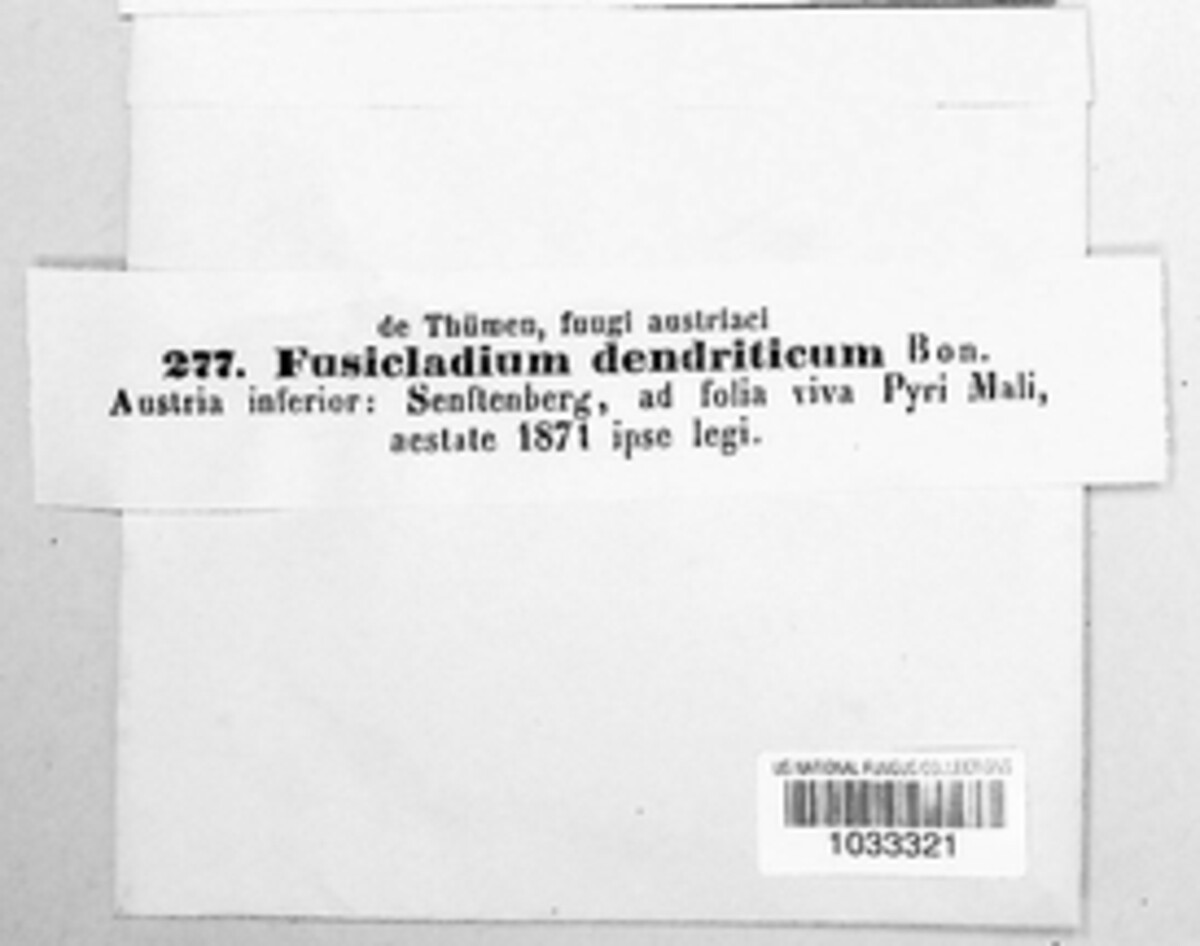 de Thümen, fungi austriaci
277. Fusicladium dendriticum Bon.
Austria inferior: Senftenberg, ad folia viva Pyri Mali,
aestate 1871 ipse legi.
US NATIONAL FUNGUS COLLECTIONS
1033321